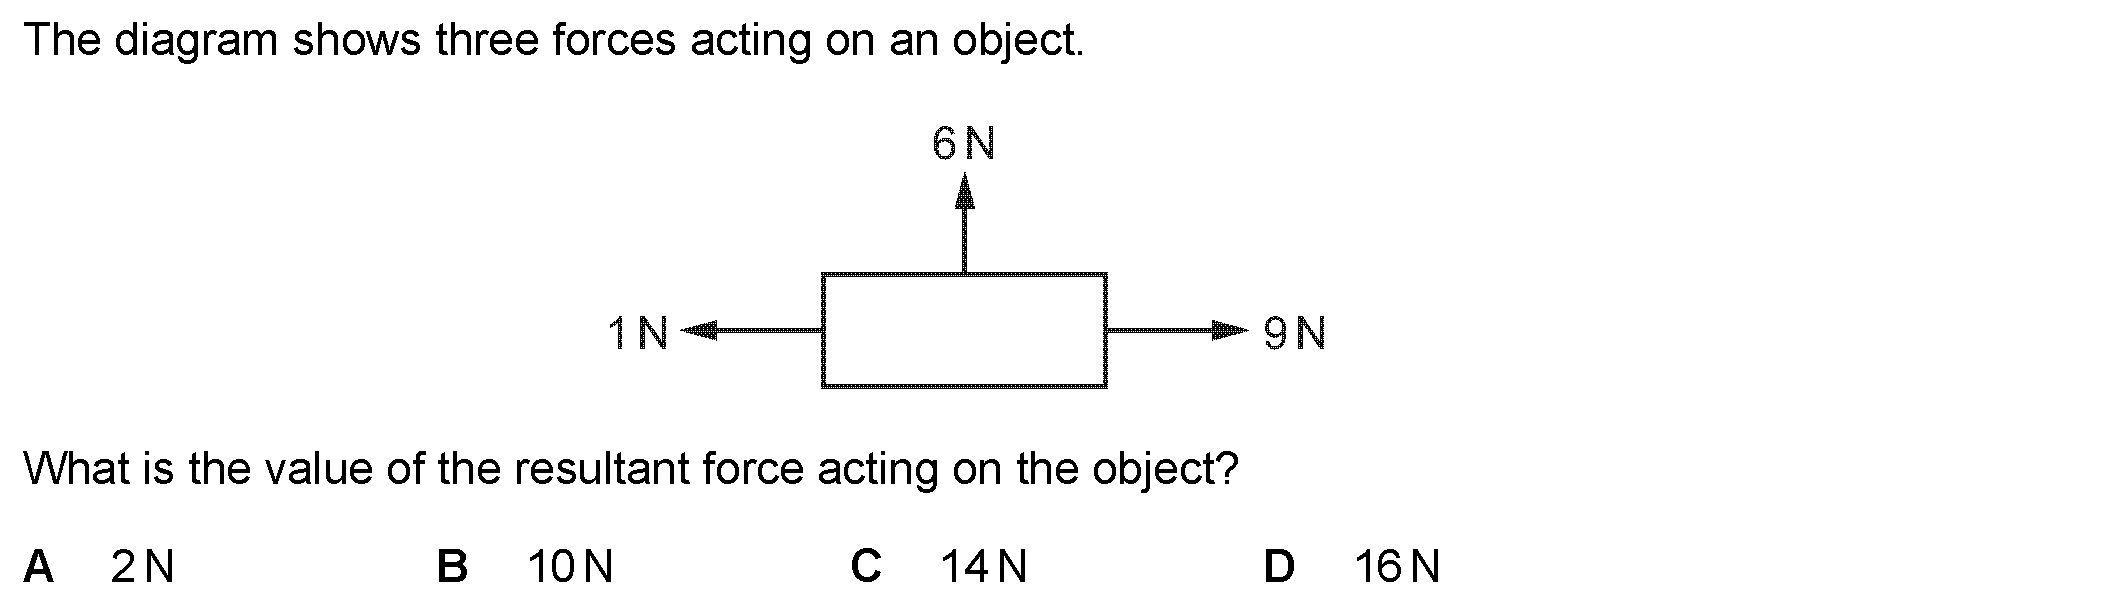 The diagram shows three forces acting on an object.
6 N
1 N
9 N
What is the value of the resultant force acting on the object?
A 2 N B 10 N C 14 N D 16 N